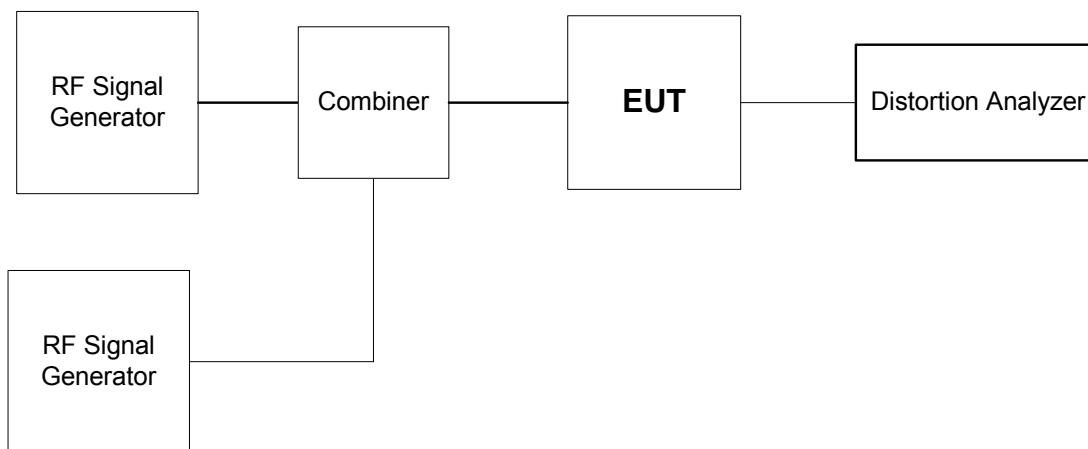 RF Signal
Generator
Combiner
EUT
Distortion Analyzer
RF Signal
Generator